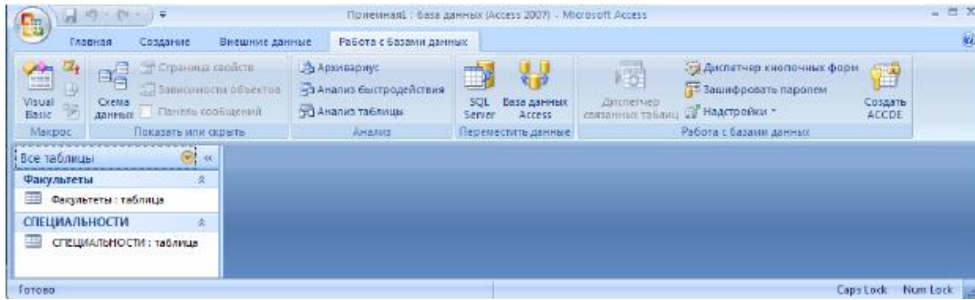 Приемная1 : база данных (Access 2007) - Microsoft Access
Главная Создание Внешние данные Работа с базами данных
Visual Basic
Макрос
Схема данных
Страница свойств
Зависимости объектов
Панель сообщений
Показать или скрыть
Архивариус
Анализ быстродействия
Анализ таблицы
Анализ
SQL Server
База данных Access
Переместить данные
Диспетчер связанных таблиц
Диспетчер кнопочных форм
Зашифровать паролем
Надстройки
Создать ACCDE
Работа с базами данных
Все таблицы
Факультеты
Факультеты : таблица
СПЕЦИАЛЬНОСТИ
СПЕЦИАЛЬНОСТИ : таблица
Готово
Caps Lock Num Lock